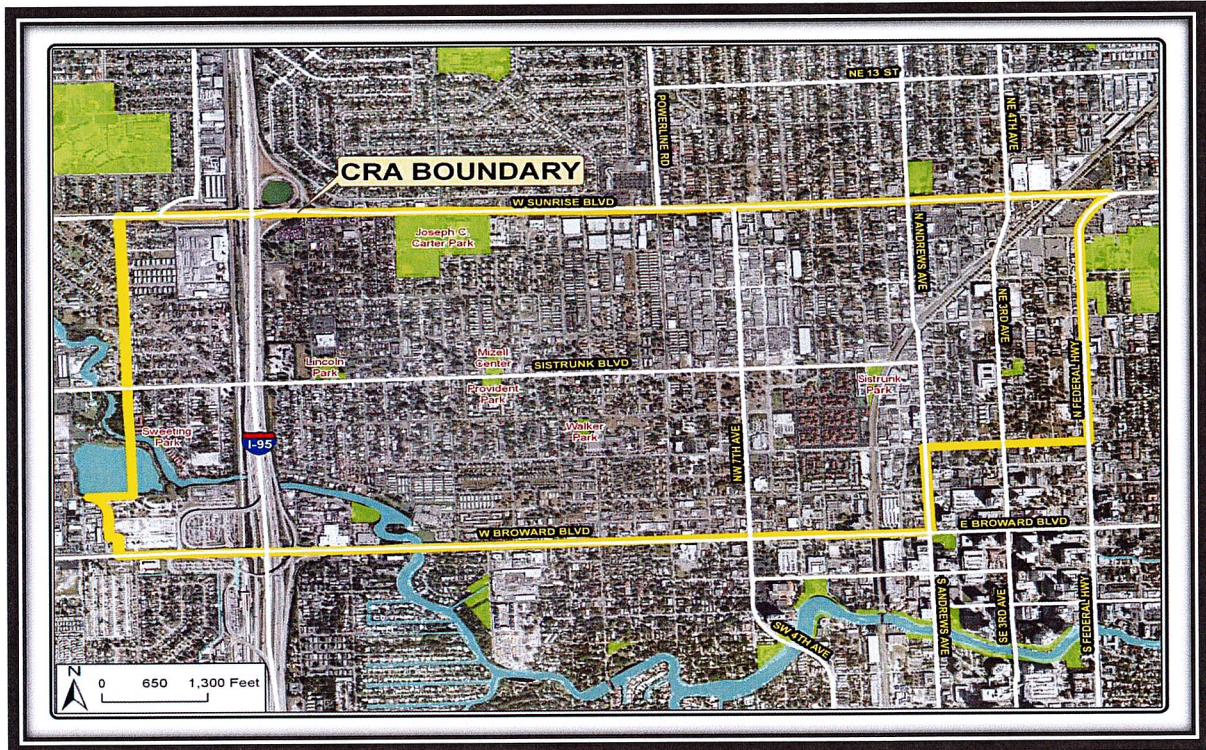 NE 13 ST
POWERLINE RD
NE 4TH AVE
CRA BOUNDARY
W SUNRISE BLVD
Joseph C
Carter Park
N ANDREWS AVE
NE 3RD AVE
N FEDERAL HWY
Lincoln
Park
Mizell
Center
SISTRUNK BLVD
Provident
Park
Sistrunk
Park
Sweeting
Park
I-95
Walker
Park
NW 7TH AVE
W BROWARD BLVD
E BROWARD BLVD
S ANDREWS AVE
SE 3RD AVE
S FEDERAL HWY
SW 4TH AVE
N
0 650 1,300 Feet